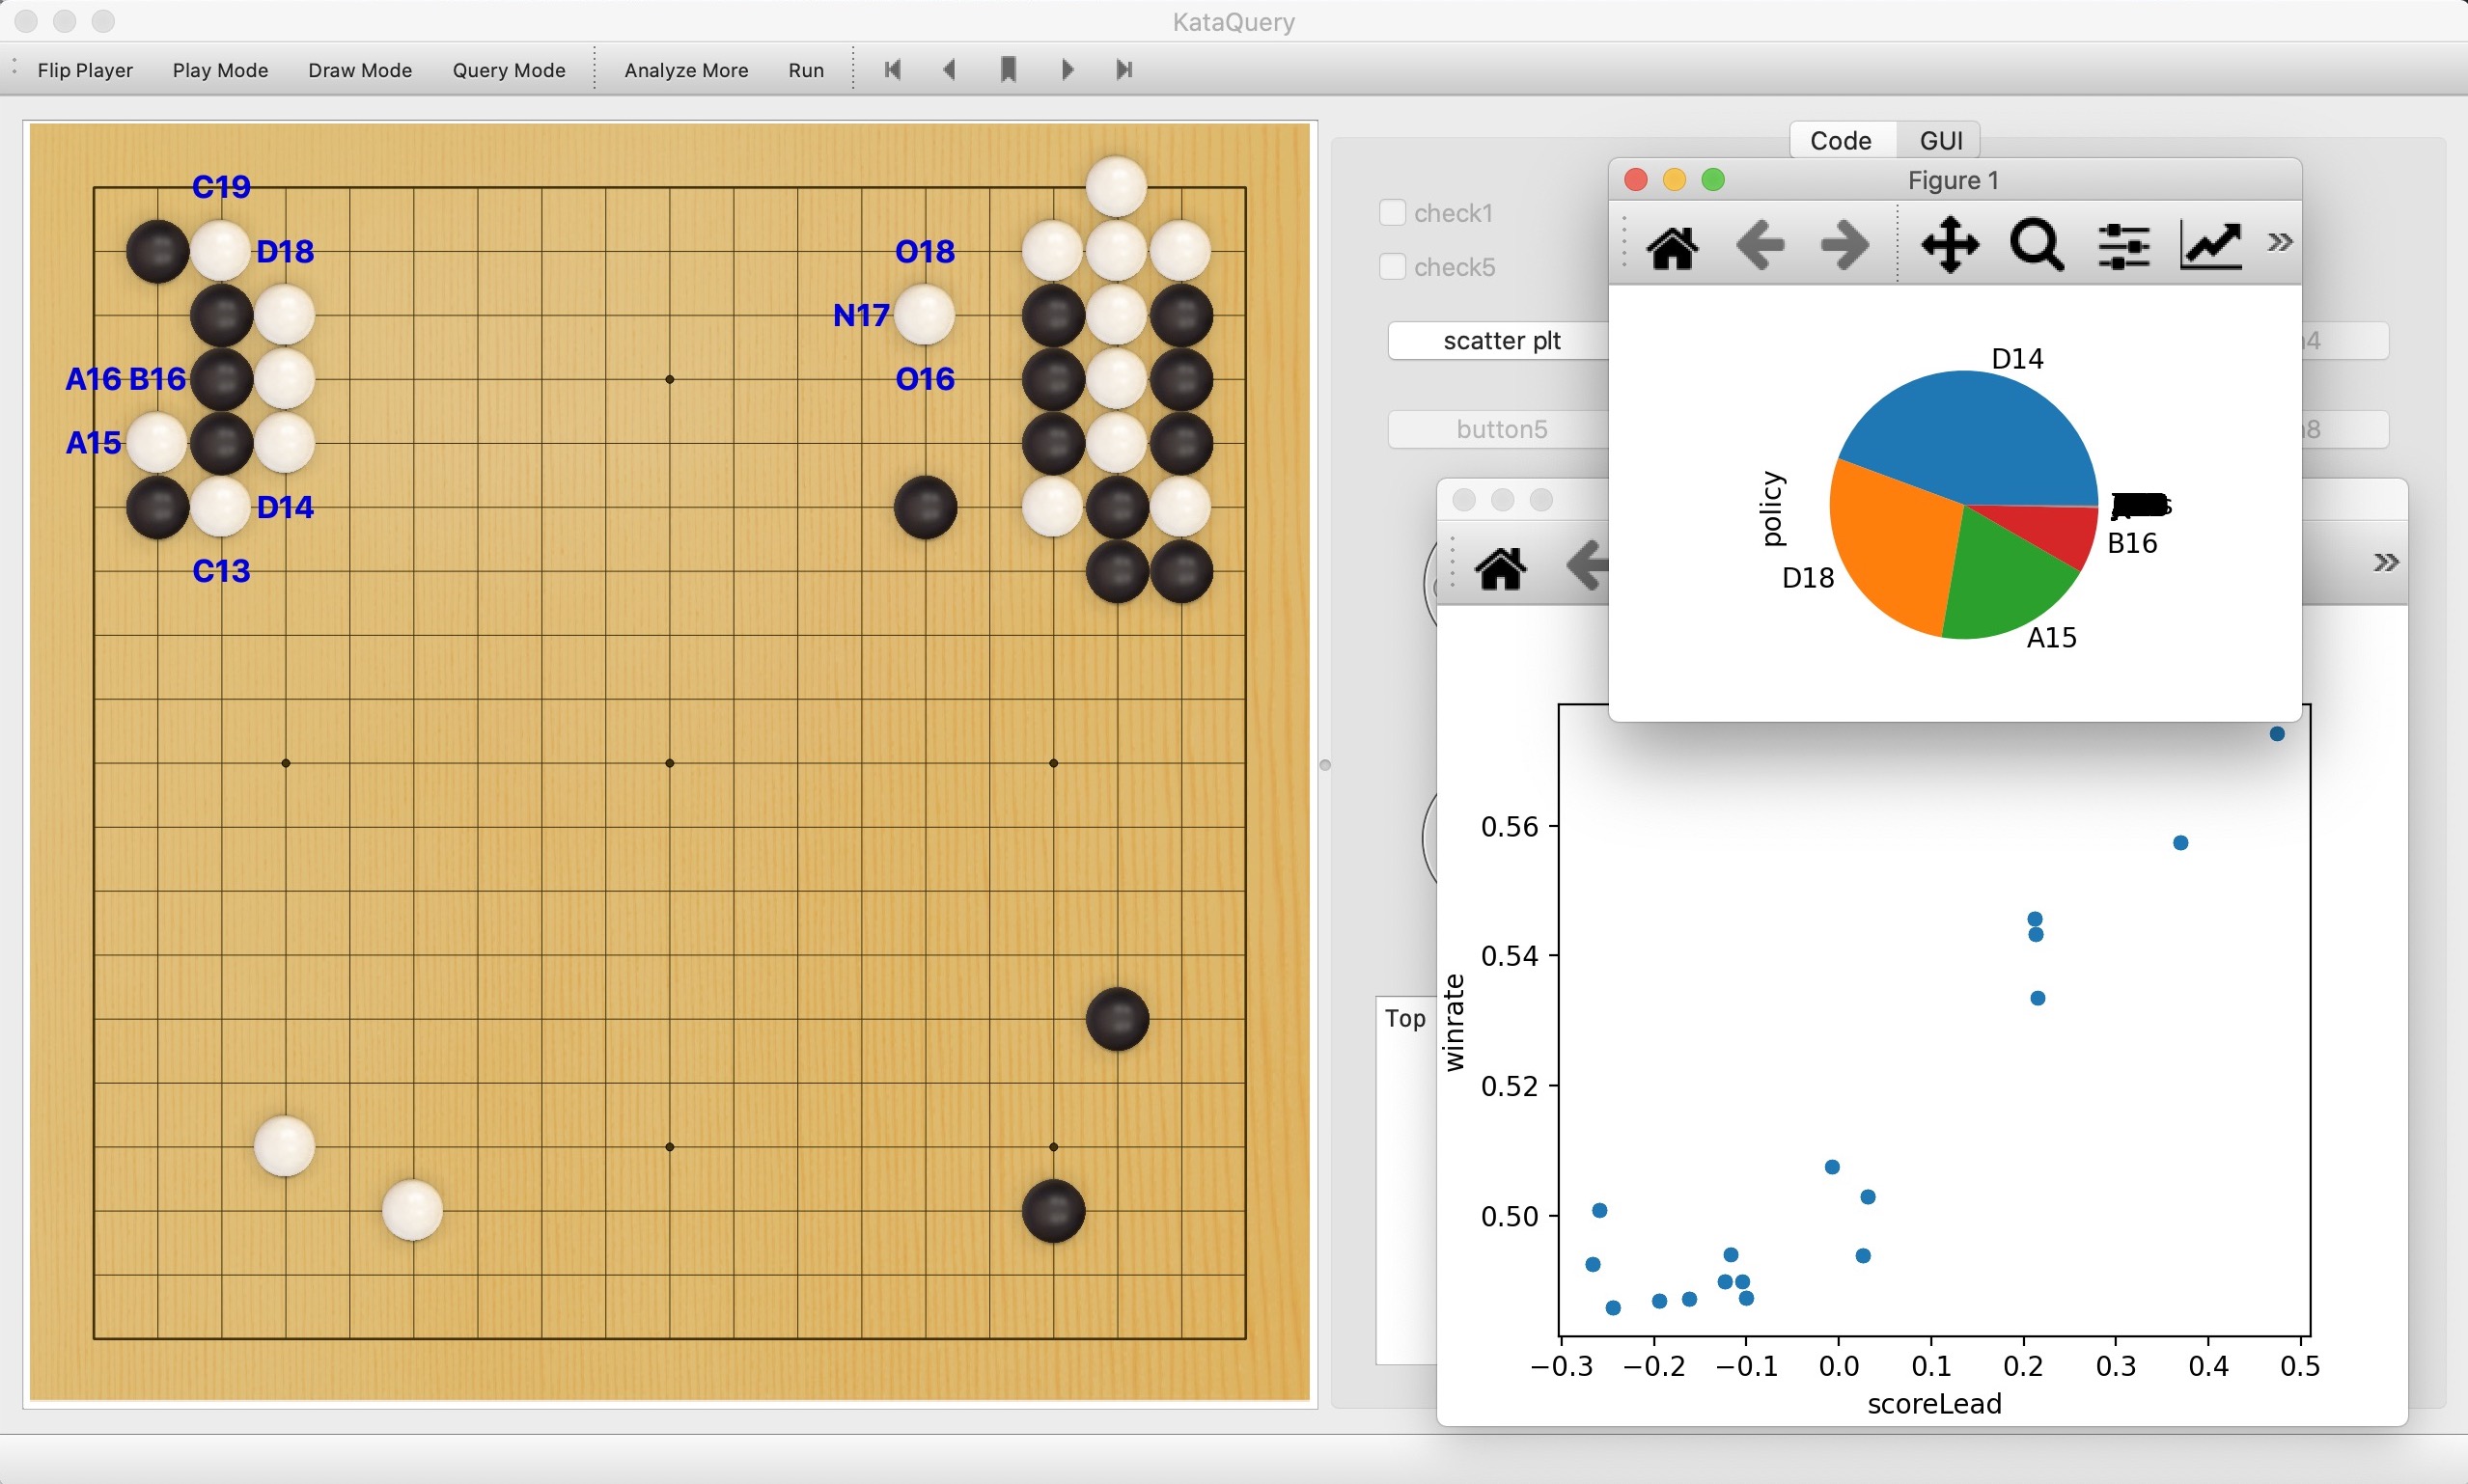 KataQuery
Flip Player Play Mode Draw Mode Query Mode Analyze More Run
Code GUI
C19
D18 O18
N17
A16 B16 O16
A15
D14
C13
check1
check5
scatter plt
button5
Top
Figure 1
D14
policy
D18
A15
B16
winrate
0.56
0.54
0.52
0.50
−0.3 −0.2 −0.1 0.0 0.1 0.2 0.3 0.4 0.5
scoreLead